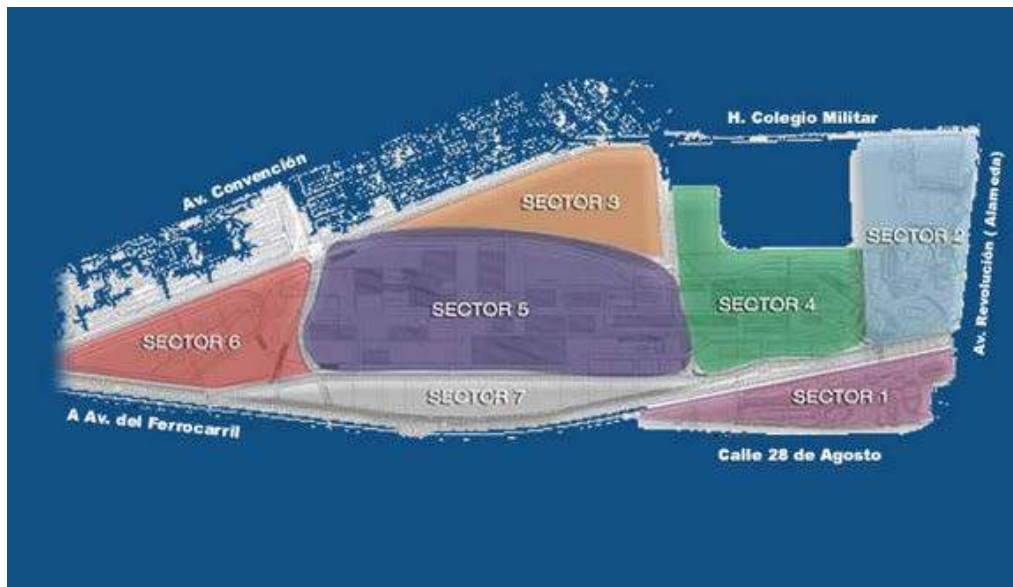 H. Colegio Militar
Av. Convención
SECTOR 3
SECTOR 2
Av. Revolución ( Alameda)
SECTOR 5
SECTOR 4
SECTOR 6
SECTOR 7
SECTOR 1
A Av. del Ferrocarril
Calle 28 de Agosto